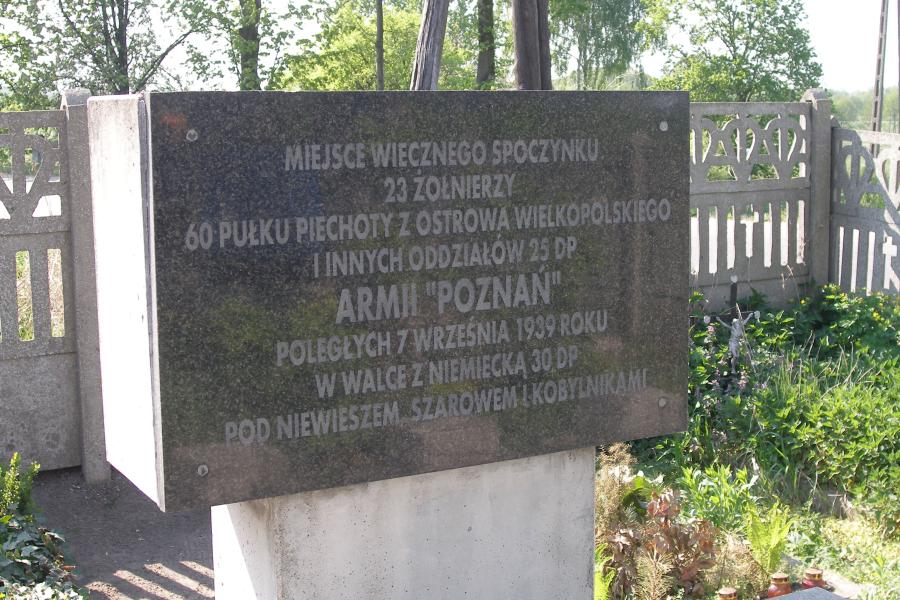 MIEJSCE WIECZNEGO SPOCZYNKU
23 ŻOŁNIERZY
60 PUŁKU PIECHOTY Z OSTROWA WIELKOPOLSKIEGO
I INNYCH ODDZIAŁÓW 25 DP
ARMII "POZNAŃ"
POLEGŁYCH 7 WRZEŚNIA 1939 ROKU
W WALCE Z NIEMIECKĄ 30 DP
POD NIEWIESZEM, SZAROWEM I KOBYLNIKAMI